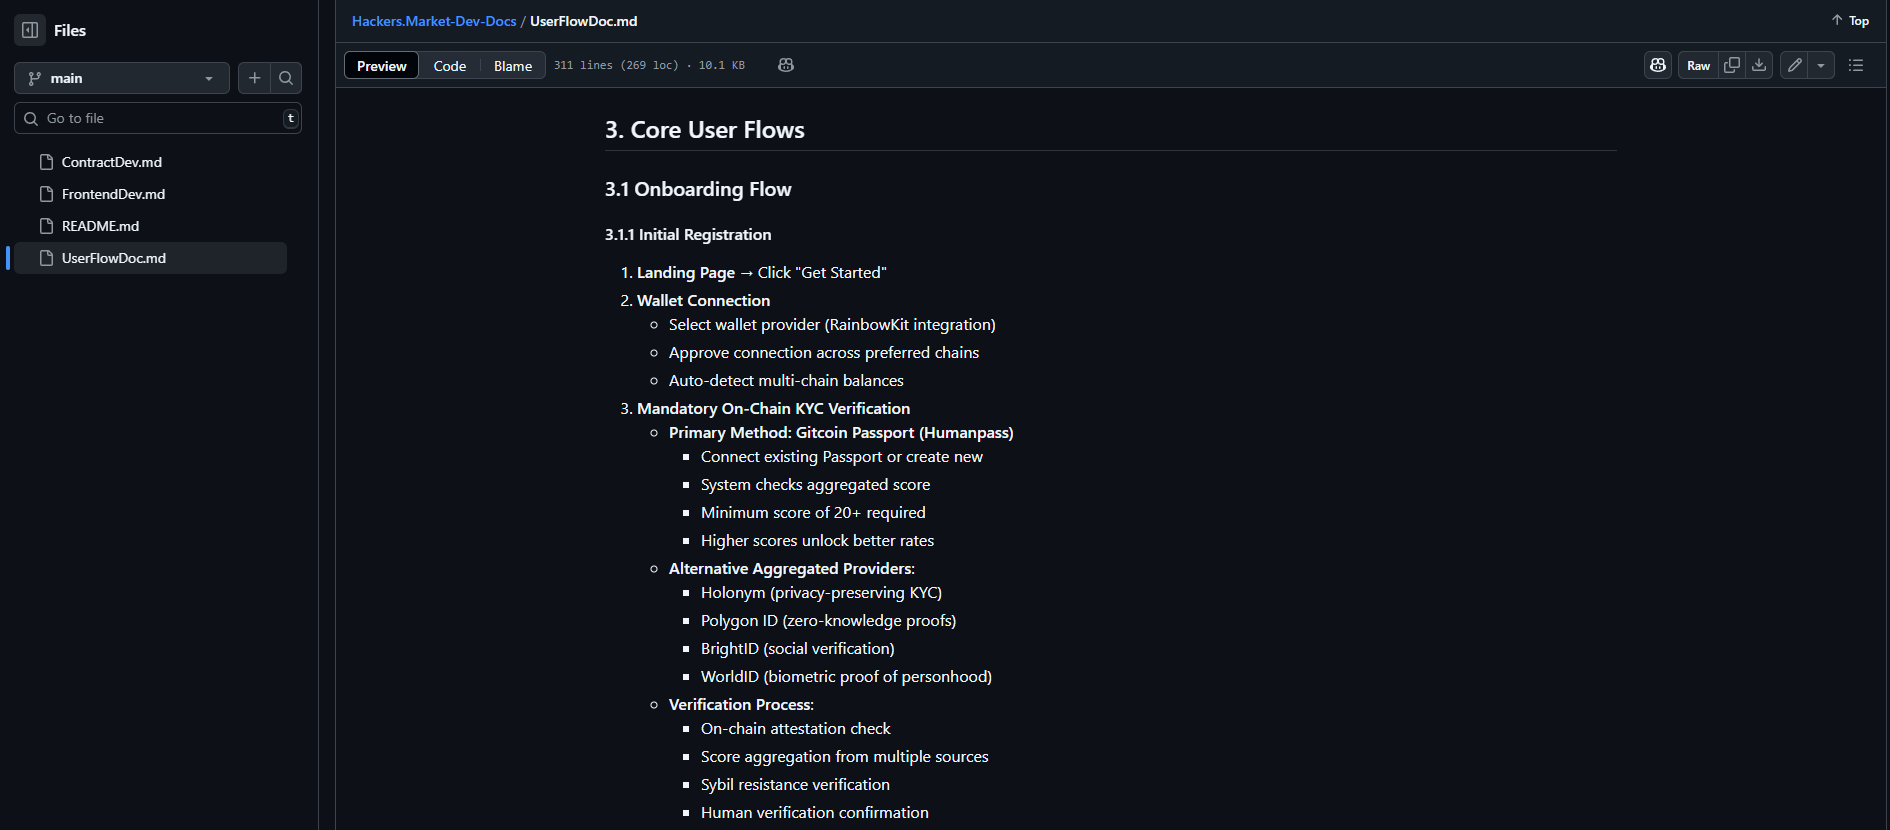 Files
main
Go to file
t
ContractDev.md
FrontendDev.md
README.md
UserFlowDoc.md
Hackers.Market-Dev-Docs / UserFlowDoc.md
Top
Preview Code Blame 311 lines (269 loc) · 10.1 KB
Raw
3. Core User Flows
3.1 Onboarding Flow
3.1.1 Initial Registration
1. Landing Page → Click "Get Started"
2. Wallet Connection
Select wallet provider (RainbowKit integration)
Approve connection across preferred chains
Auto-detect multi-chain balances
3. Mandatory On-Chain KYC Verification
Primary Method: Gitcoin Passport (Humanpass)
Connect existing Passport or create new
System checks aggregated score
Minimum score of 20+ required
Higher scores unlock better rates
Alternative Aggregated Providers:
Holonym (privacy-preserving KYC)
Polygon ID (zero-knowledge proofs)
BrightID (social verification)
WorldID (biometric proof of personhood)
Verification Process:
On-chain attestation check
Score aggregation from multiple sources
Sybil resistance verification
Human verification confirmation